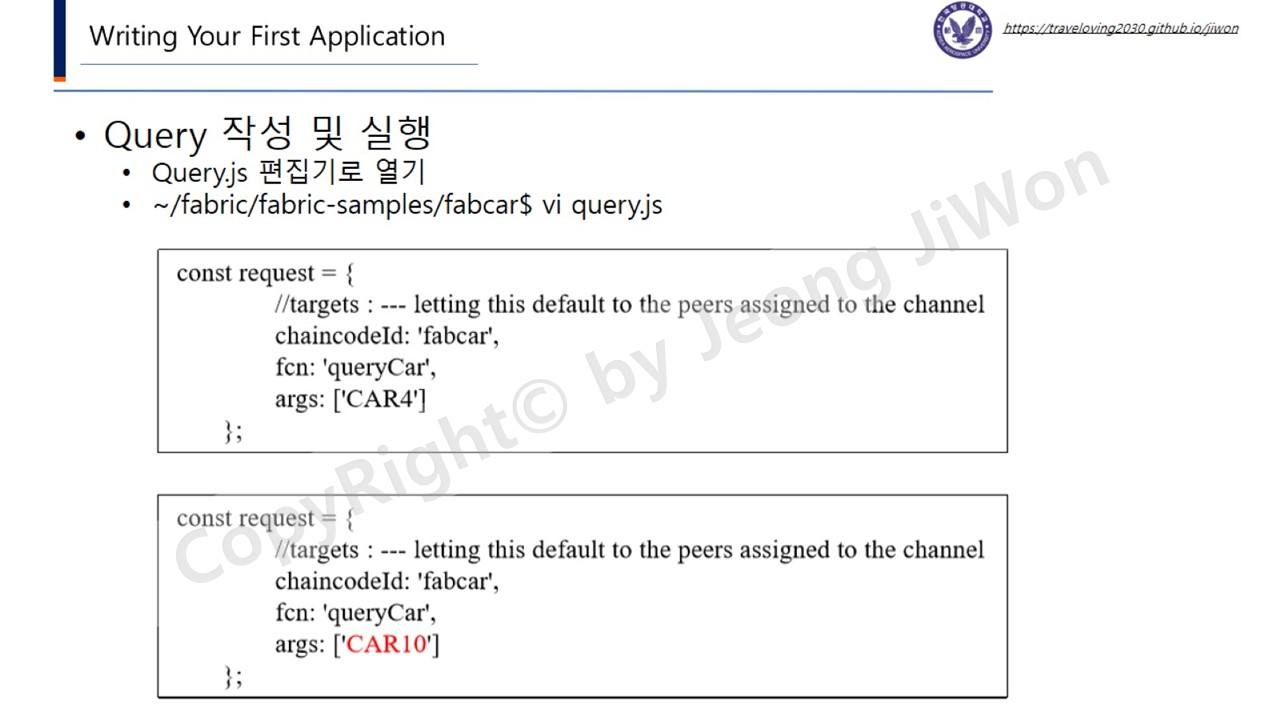 Writing Your First Application
https://traveloving2030.github.io/jiwon
• Query 작성 및 실행
• Query.js 편집기로 열기
• ~/fabric/fabric-samples/fabcar$ vi query.js
const request = {
//targets : --- letting this default to the peers assigned to the channel
chaincodeId: 'fabcar',
fcn: 'queryCar',
args: ['CAR4']
};
const request = {
//targets : --- letting this default to the peers assigned to the channel
chaincodeId: 'fabcar',
fcn: 'queryCar',
args: ['CAR10']
};
CopyRight© by Jeong JiWon